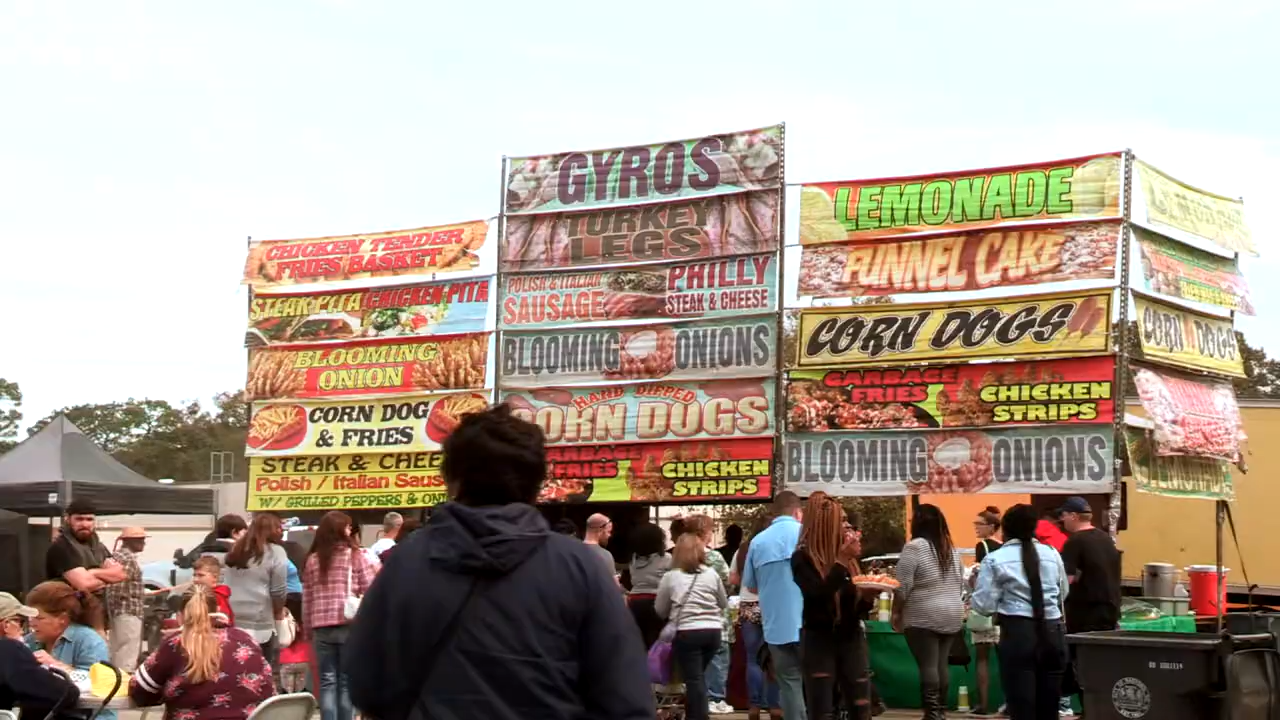 CHICKEN TENDER
FRIES BASKET
STEAK PITA CHICKEN PITA
BLOOMING
ONION
CORN DOG
& FRIES
STEAK & CHEE
Polish / Italian Saus
W/ GRILLED PEPPERS & ONI
GYROS
TURKEY
LEGS
POLISH & ITALIAN
SAUSAGE
PHILLY
STEAK & CHEESE
BLOOMING ONIONS
HARD DIPPED
CORN DOGS
GARBAGE
FRIES
CHICKEN
STRIPS
LEMONADE
FUNNEL CAKE
CORN DOGS
GARBAGE
FRIES
CHICKEN
STRIPS
BLOOMING ONIONS
LEMONADE
CORN DOGS